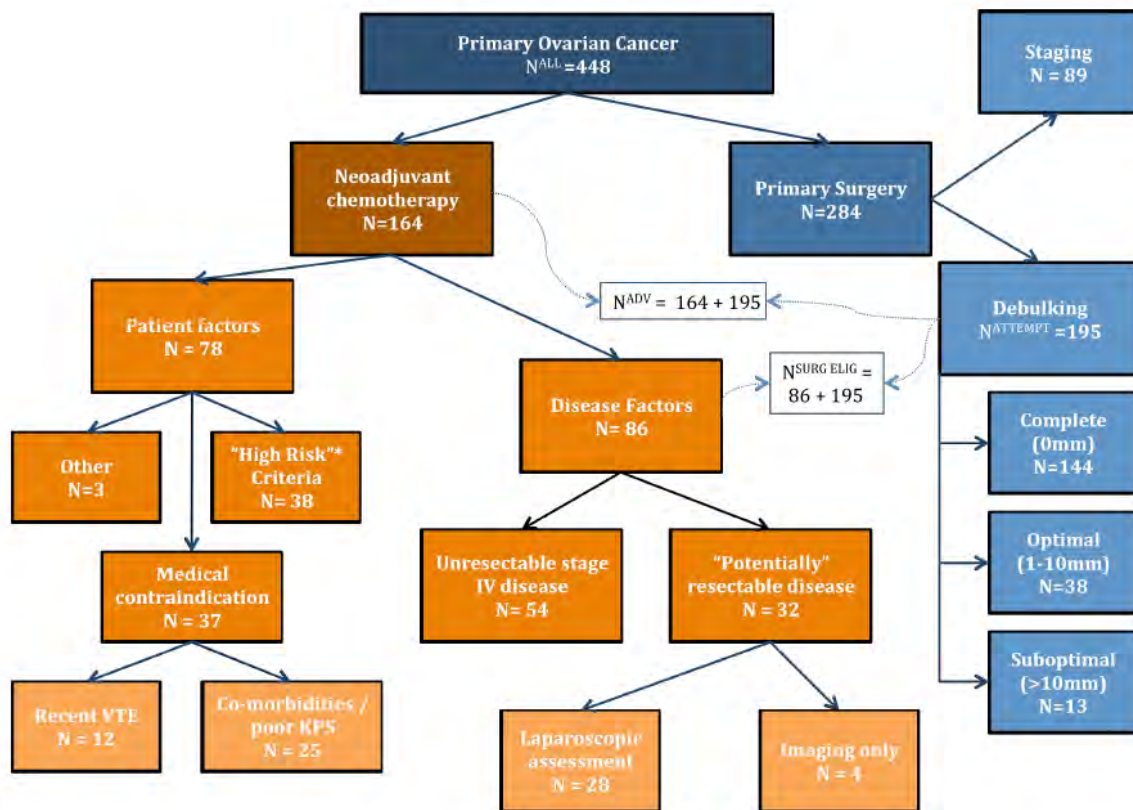 Primary Ovarian Cancer
N^ALL =448
Staging
N = 89
Neoadjuvant
chemotherapy
N=164
Primary Surgery
N=284
Patient factors
N = 78
N^ADV = 164 + 195
Debulking
N^ATTEMPT =195
N^SURG ELIG =
86 + 195
Disease Factors
N= 86
Other
N=3
"High Risk"*
Criteria
N= 38
Complete
(0mm)
N=144
Medical
contraindication
N = 37
Unresectable stage
IV disease
N= 54
"Potentially"
resectable disease
N = 32
Optimal
(1-10mm)
N=38
Recent VTE
N = 12
Co-morbidities /
poor KPS
N = 25
Laparoscopic
assessment
N = 28
Imaging only
N = 4
Suboptimal
(>10mm)
N=13